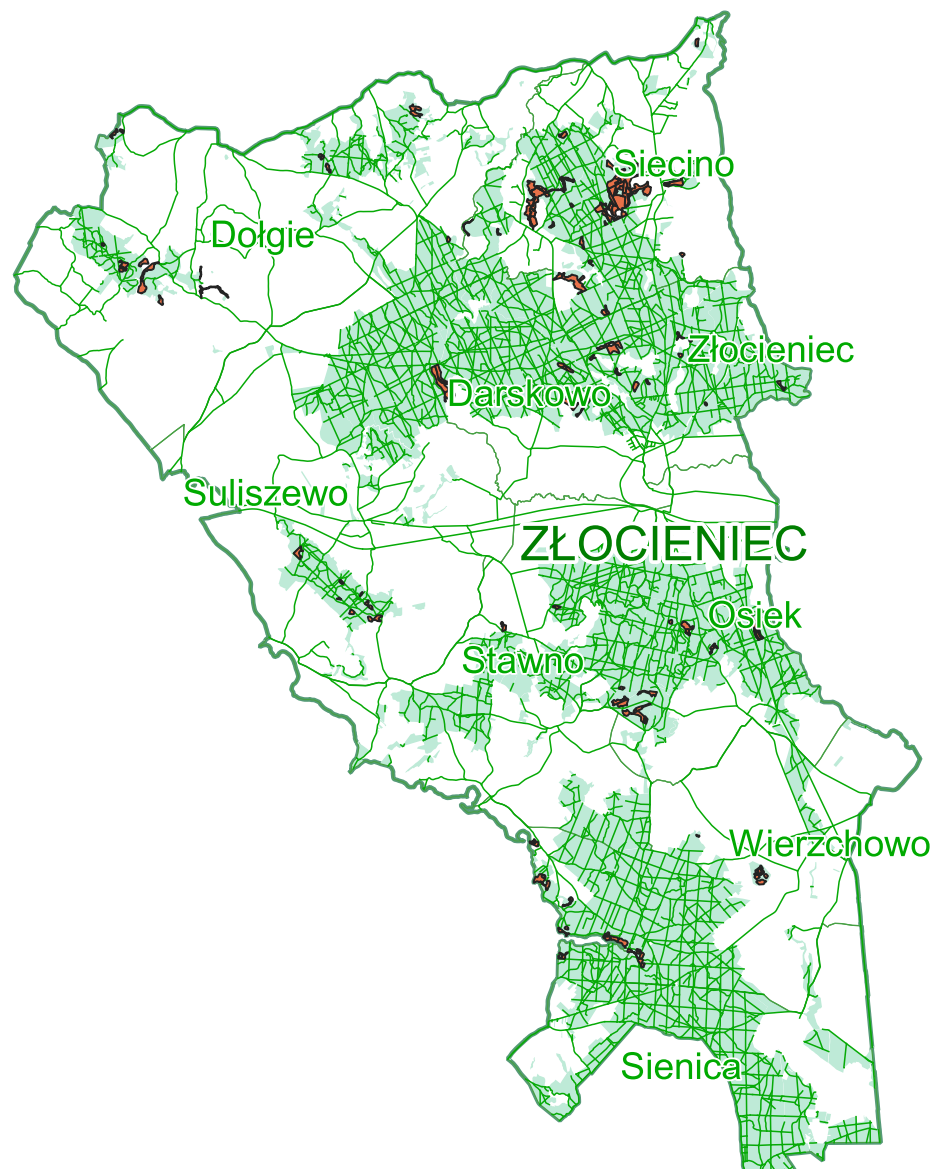 Siecino
Dołgie
Złocieniec
Darskowo
Suliszewo
ZŁOCIENIEC
Osiek
Stawno
Wierzchowo
Sienica